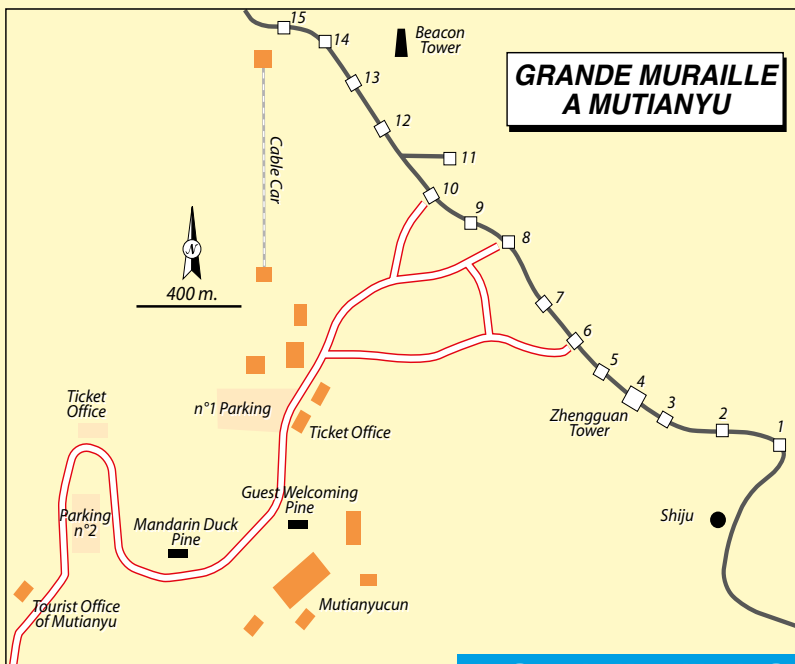 15
14
Beacon
Tower
GRANDE MURAILLE
A MUTIANYU
13
12
Cable Car
11
10
9
8
N
400 m.
7
6
5
4
3
2
1
Zhengguan
Tower
Ticket
Office
n°1 Parking
Ticket Office
Guest Welcoming
Pine
Parking
n°2
Mandarin Duck
Pine
Shiju
Tourist Office
of Mutianyu
Mutianyucun